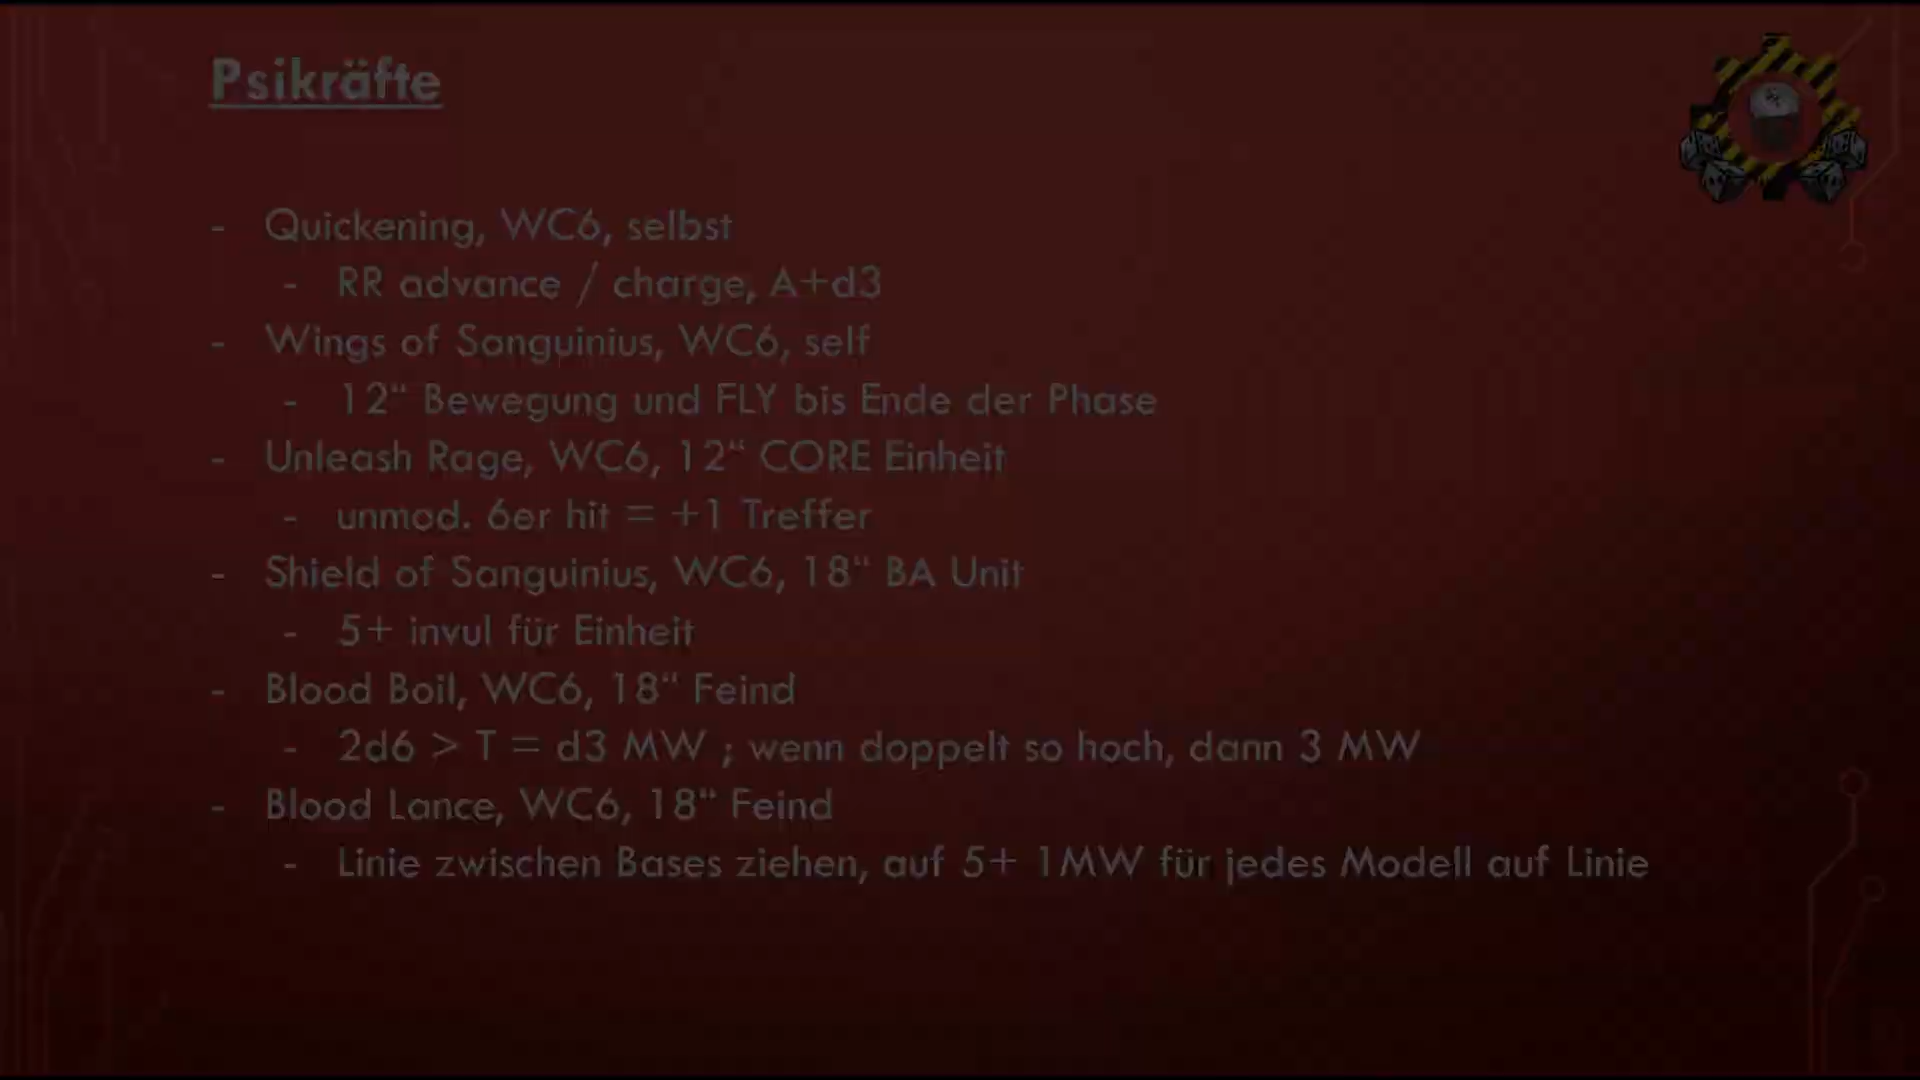 Psikräfte
- Quickening, WC6, selbst
- RR advance / charge, A+d3
- Wings of Sanguinius, WC6, self
- 12“ Bewegung und FLY bis Ende der Phase
- Unleash Rage, WC6, 12“ CORE Einheit
- unmod. 6er hit = +1 Treffer
- Shield of Sanguinius, WC6, 18“ BA Unit
- 5+ invul für Einheit
- Blood Boil, WC6, 18“ Feind
- 2d6 > T = d3 MW ; wenn doppelt so hoch, dann 3 MW
- Blood Lance, WC6, 18“ Feind
- Linie zwischen Bases ziehen, auf 5+ 1MW für jedes Modell auf Linie